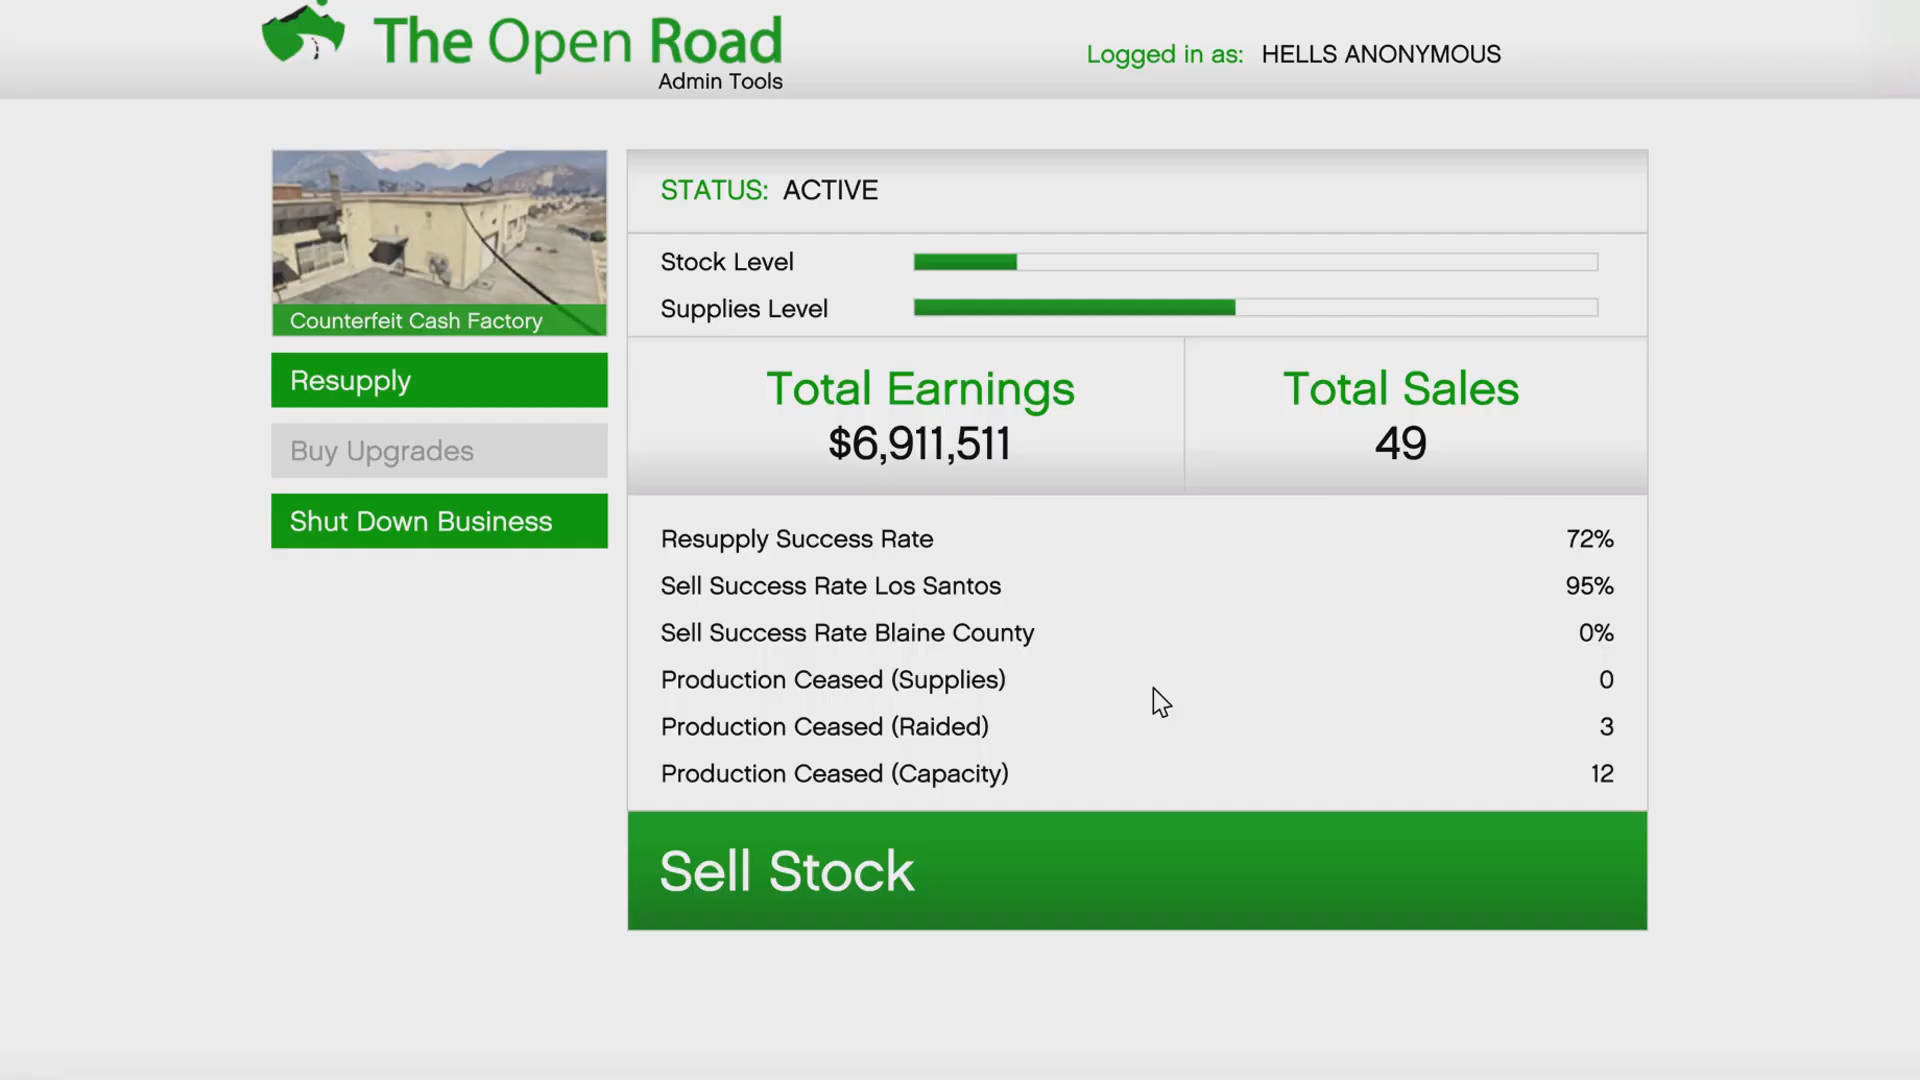 The Open Road
Admin Tools
Logged in as: HELLS ANONYMOUS
Counterfeit Cash Factory
Resupply
Buy Upgrades
Shut Down Business
STATUS: ACTIVE
Stock Level
Supplies Level
Total Earnings
$6,911,511
Total Sales
49
Resupply Success Rate 72%
Sell Success Rate Los Santos 95%
Sell Success Rate Blaine County 0%
Production Ceased (Supplies) 0
Production Ceased (Raided) 3
Production Ceased (Capacity) 12
Sell Stock